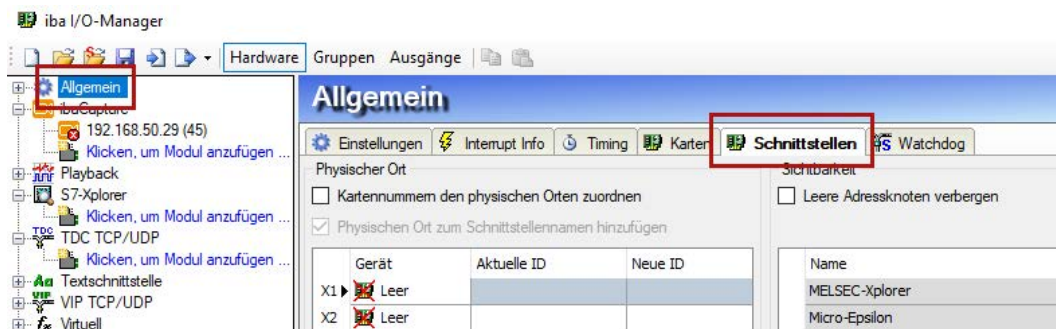 iba I/O-Manager
Hardware Gruppen Ausgänge
Allgemein
ibaCapture
192.168.50.29 (45)
Klicken, um Modul anzufügen ...
Playback
S7-Xplorer
Klicken, um Modul anzufügen ...
TDC TCP/UDP
Klicken, um Modul anzufügen ...
Textschnittstelle
VIP TCP/UDP
Virtuell
Allgemein
Einstellungen Interrupt Info Timing Karten Schnittstellen Watchdog
Physischer Ort
Kartennummern den physischen Orten zuordnen
Physischen Ort zum Schnittstellennamen hinzufügen
Gerät Aktuelle ID Neue ID
X1 Leer
X2 Leer
Sichtbarkeit
Leere Adressknoten verbergen
Name
MELSEC-Xplorer
Micro-Epsilon